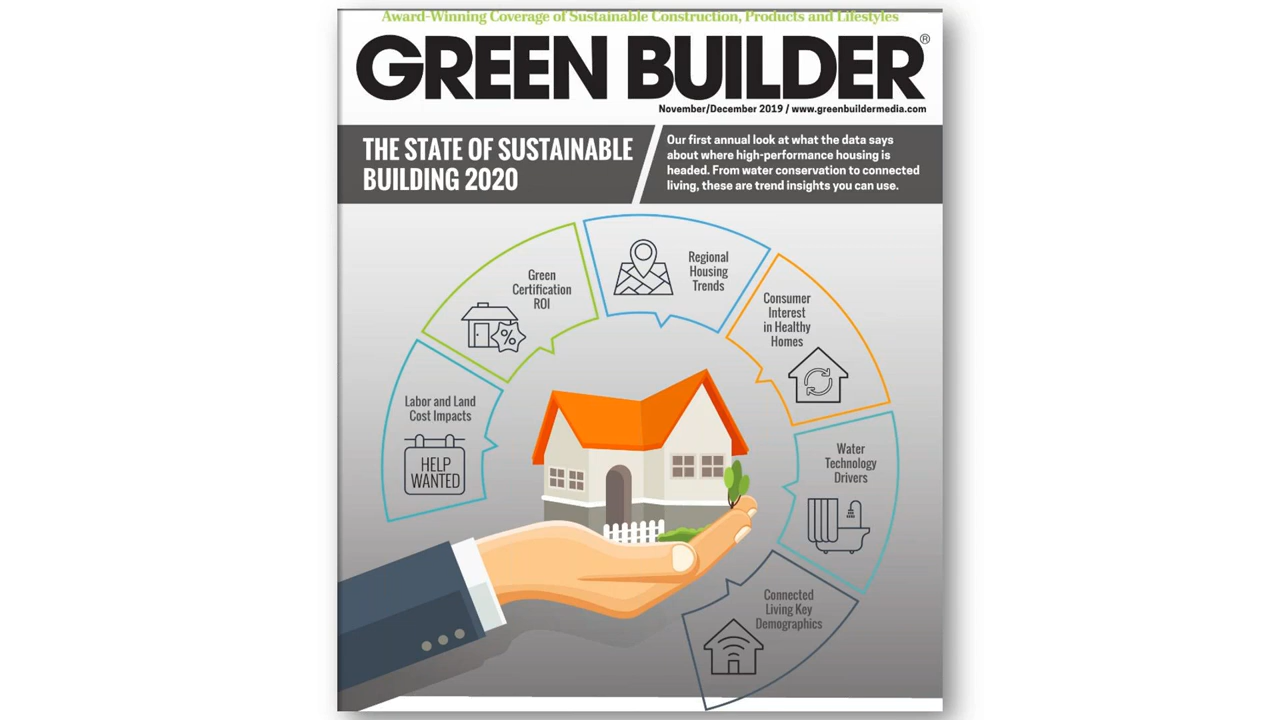 Award-Winning Coverage of Sustainable Construction, Products and Lifestyles
GREEN BUILDER®
November/December 2019 / www.greenbuildermedia.com
THE STATE OF SUSTAINABLE
BUILDING 2020
Our first annual look at what the data says
about where high-performance housing is
headed. From water conservation to connected
living, these are trend insights you can use.
Labor and Land
Cost Impacts
HELP
WANTED
Green
Certification
ROI
%
Regional
Housing
Trends
Consumer
Interest
in Healthy
Homes
Water
Technology
Drivers
Connected
Living Key
Demographics